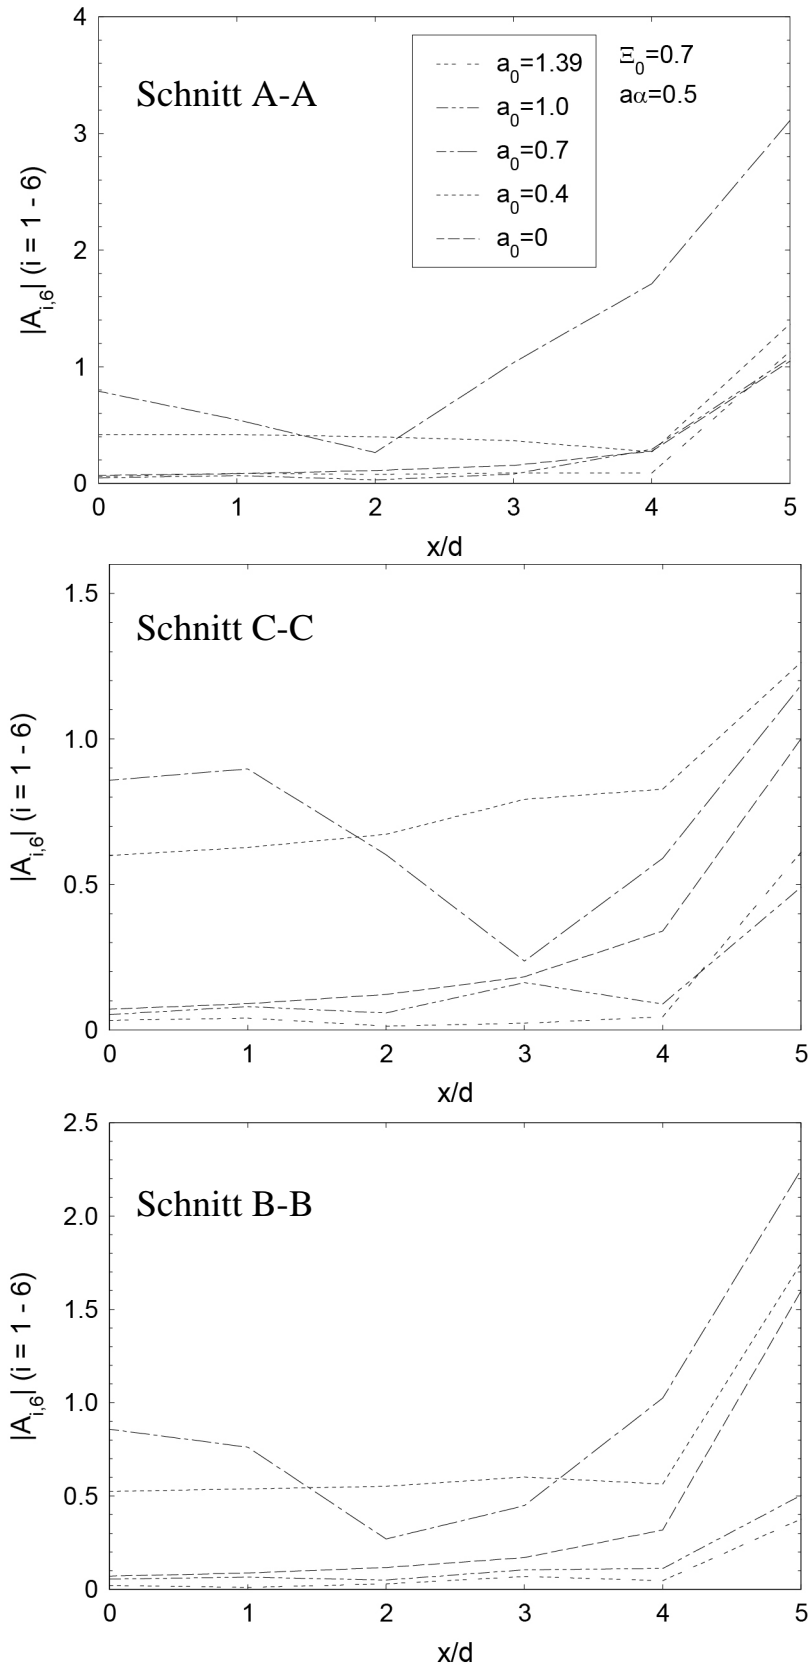 4
3
2
1
0
|A_{i,6}| (i = 1 - 6)
Schnitt A-A
a_0=1.39
a_0=1.0
a_0=0.7
a_0=0.4
a_0=0
Ξ_0=0.7
aα=0.5
0 1 2 3 4 5
x/d
1.5
1.0
0.5
0
|A_{i,6}| (i = 1 - 6)
Schnitt C-C
0 1 2 3 4 5
x/d
2.5
2.0
1.5
1.0
0.5
0
|A_{i,6}| (i = 1 - 6)
Schnitt B-B
0 1 2 3 4 5
x/d